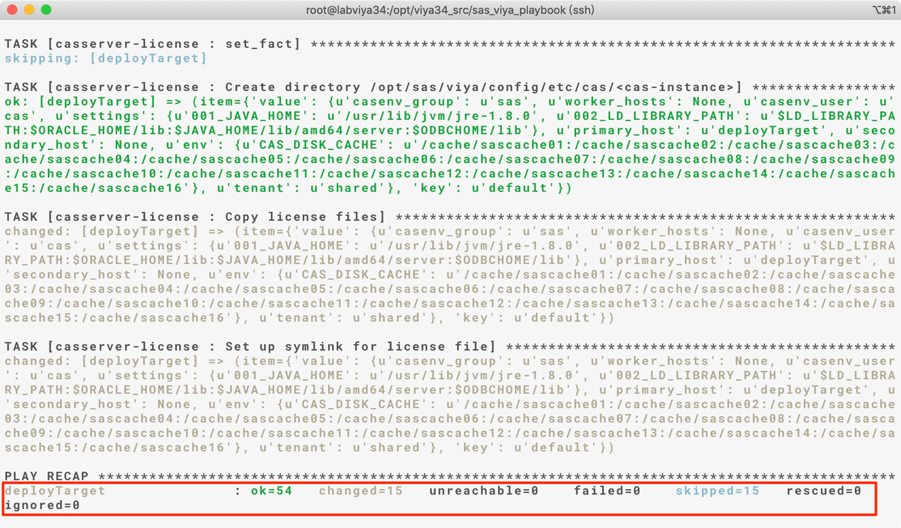 root@labviya34:/opt/viya34_src/sas_viya_playbook (ssh)
⌥⌘1
TASK [casserver-license : set_fact] *********************************************************************
skipping: [deployTarget]
TASK [casserver-license : Create directory /opt/sas/viya/config/etc/cas/<cas-instance>] *****************
ok: [deployTarget] => (item={'value': {u'casenv_group': u'sas', u'worker_hosts': None, u'casenv_user': u'
cas', u'settings': {u'001_JAVA_HOME': u'/usr/lib/jvm/jre-1.8.0', u'002_LD_LIBRARY_PATH': u'$LD_LIBRARY_PA
TH:$ORACLE_HOME/lib:$JAVA_HOME/lib/amd64/server:$ODBCHOME/lib'}, u'primary_host': u'deployTarget', u'seco
ndary_host': None, u'env': {u'CAS_DISK_CACHE': u'/cache/sascache01:/cache/sascache02:/cache/sascache03:/c
ache/sascache04:/cache/sascache05:/cache/sascache06:/cache/sascache07:/cache/sascache08:/cache/sascache09
:/cache/sascache10:/cache/sascache11:/cache/sascache12:/cache/sascache13:/cache/sascache14:/cache/sascache
15:/cache/sascache16'}, u'tenant': u'shared'}, 'key': u'default'})
TASK [casserver-license : Copy license files] ***********************************************************
changed: [deployTarget] => (item={'value': {u'casenv_group': u'sas', u'worker_hosts': None, u'casenv_user
': u'cas', u'settings': {u'001_JAVA_HOME': u'/usr/lib/jvm/jre-1.8.0', u'002_LD_LIBRARY_PATH': u'$LD_LIBRA
RY_PATH:$ORACLE_HOME/lib:$JAVA_HOME/lib/amd64/server:$ODBCHOME/lib'}, u'primary_host': u'deployTarget', u
'secondary_host': None, u'env': {u'CAS_DISK_CACHE': u'/cache/sascache01:/cache/sascache02:/cache/sascache
03:/cache/sascache04:/cache/sascache05:/cache/sascache06:/cache/sascache07:/cache/sascache08:/cache/sascache
09:/cache/sascache10:/cache/sascache11:/cache/sascache12:/cache/sascache13:/cache/sascache14:/cache/sas
cache15:/cache/sascache16'}, u'tenant': u'shared'}, 'key': u'default'})
TASK [casserver-license : Set up symlink for license file] **********************************************
changed: [deployTarget] => (item={'value': {u'casenv_group': u'sas', u'worker_hosts': None, u'casenv_user
': u'cas', u'settings': {u'001_JAVA_HOME': u'/usr/lib/jvm/jre-1.8.0', u'002_LD_LIBRARY_PATH': u'$LD_LIBRA
RY_PATH:$ORACLE_HOME/lib:$JAVA_HOME/lib/amd64/server:$ODBCHOME/lib'}, u'primary_host': u'deployTarget', u
'secondary_host': None, u'env': {u'CAS_DISK_CACHE': u'/cache/sascache01:/cache/sascache02:/cache/sascache
03:/cache/sascache04:/cache/sascache05:/cache/sascache06:/cache/sascache07:/cache/sascache08:/cache/sas
cache09:/cache/sascache10:/cache/sascache11:/cache/sascache12:/cache/sascache13:/cache/sascache14:/cache/sas
cache15:/cache/sascache16'}, u'tenant': u'shared'}, 'key': u'default'})
PLAY RECAP **********************************************************************************************
deployTarget : ok=54 changed=15 unreachable=0 failed=0 skipped=15 rescued=0
ignored=0